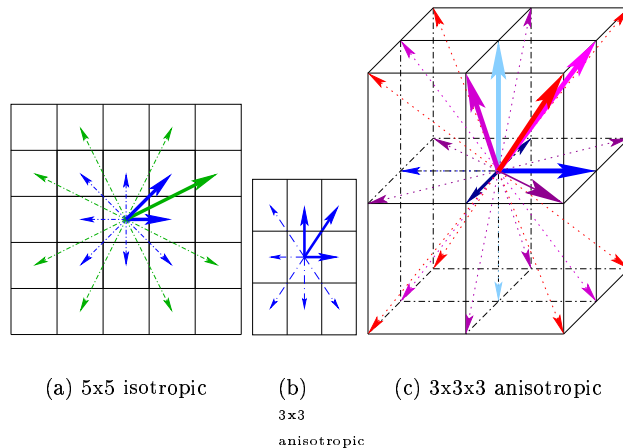 (a) 5x5 isotropic
(b)
3x3
anisotropic
(c) 3x3x3 anisotropic